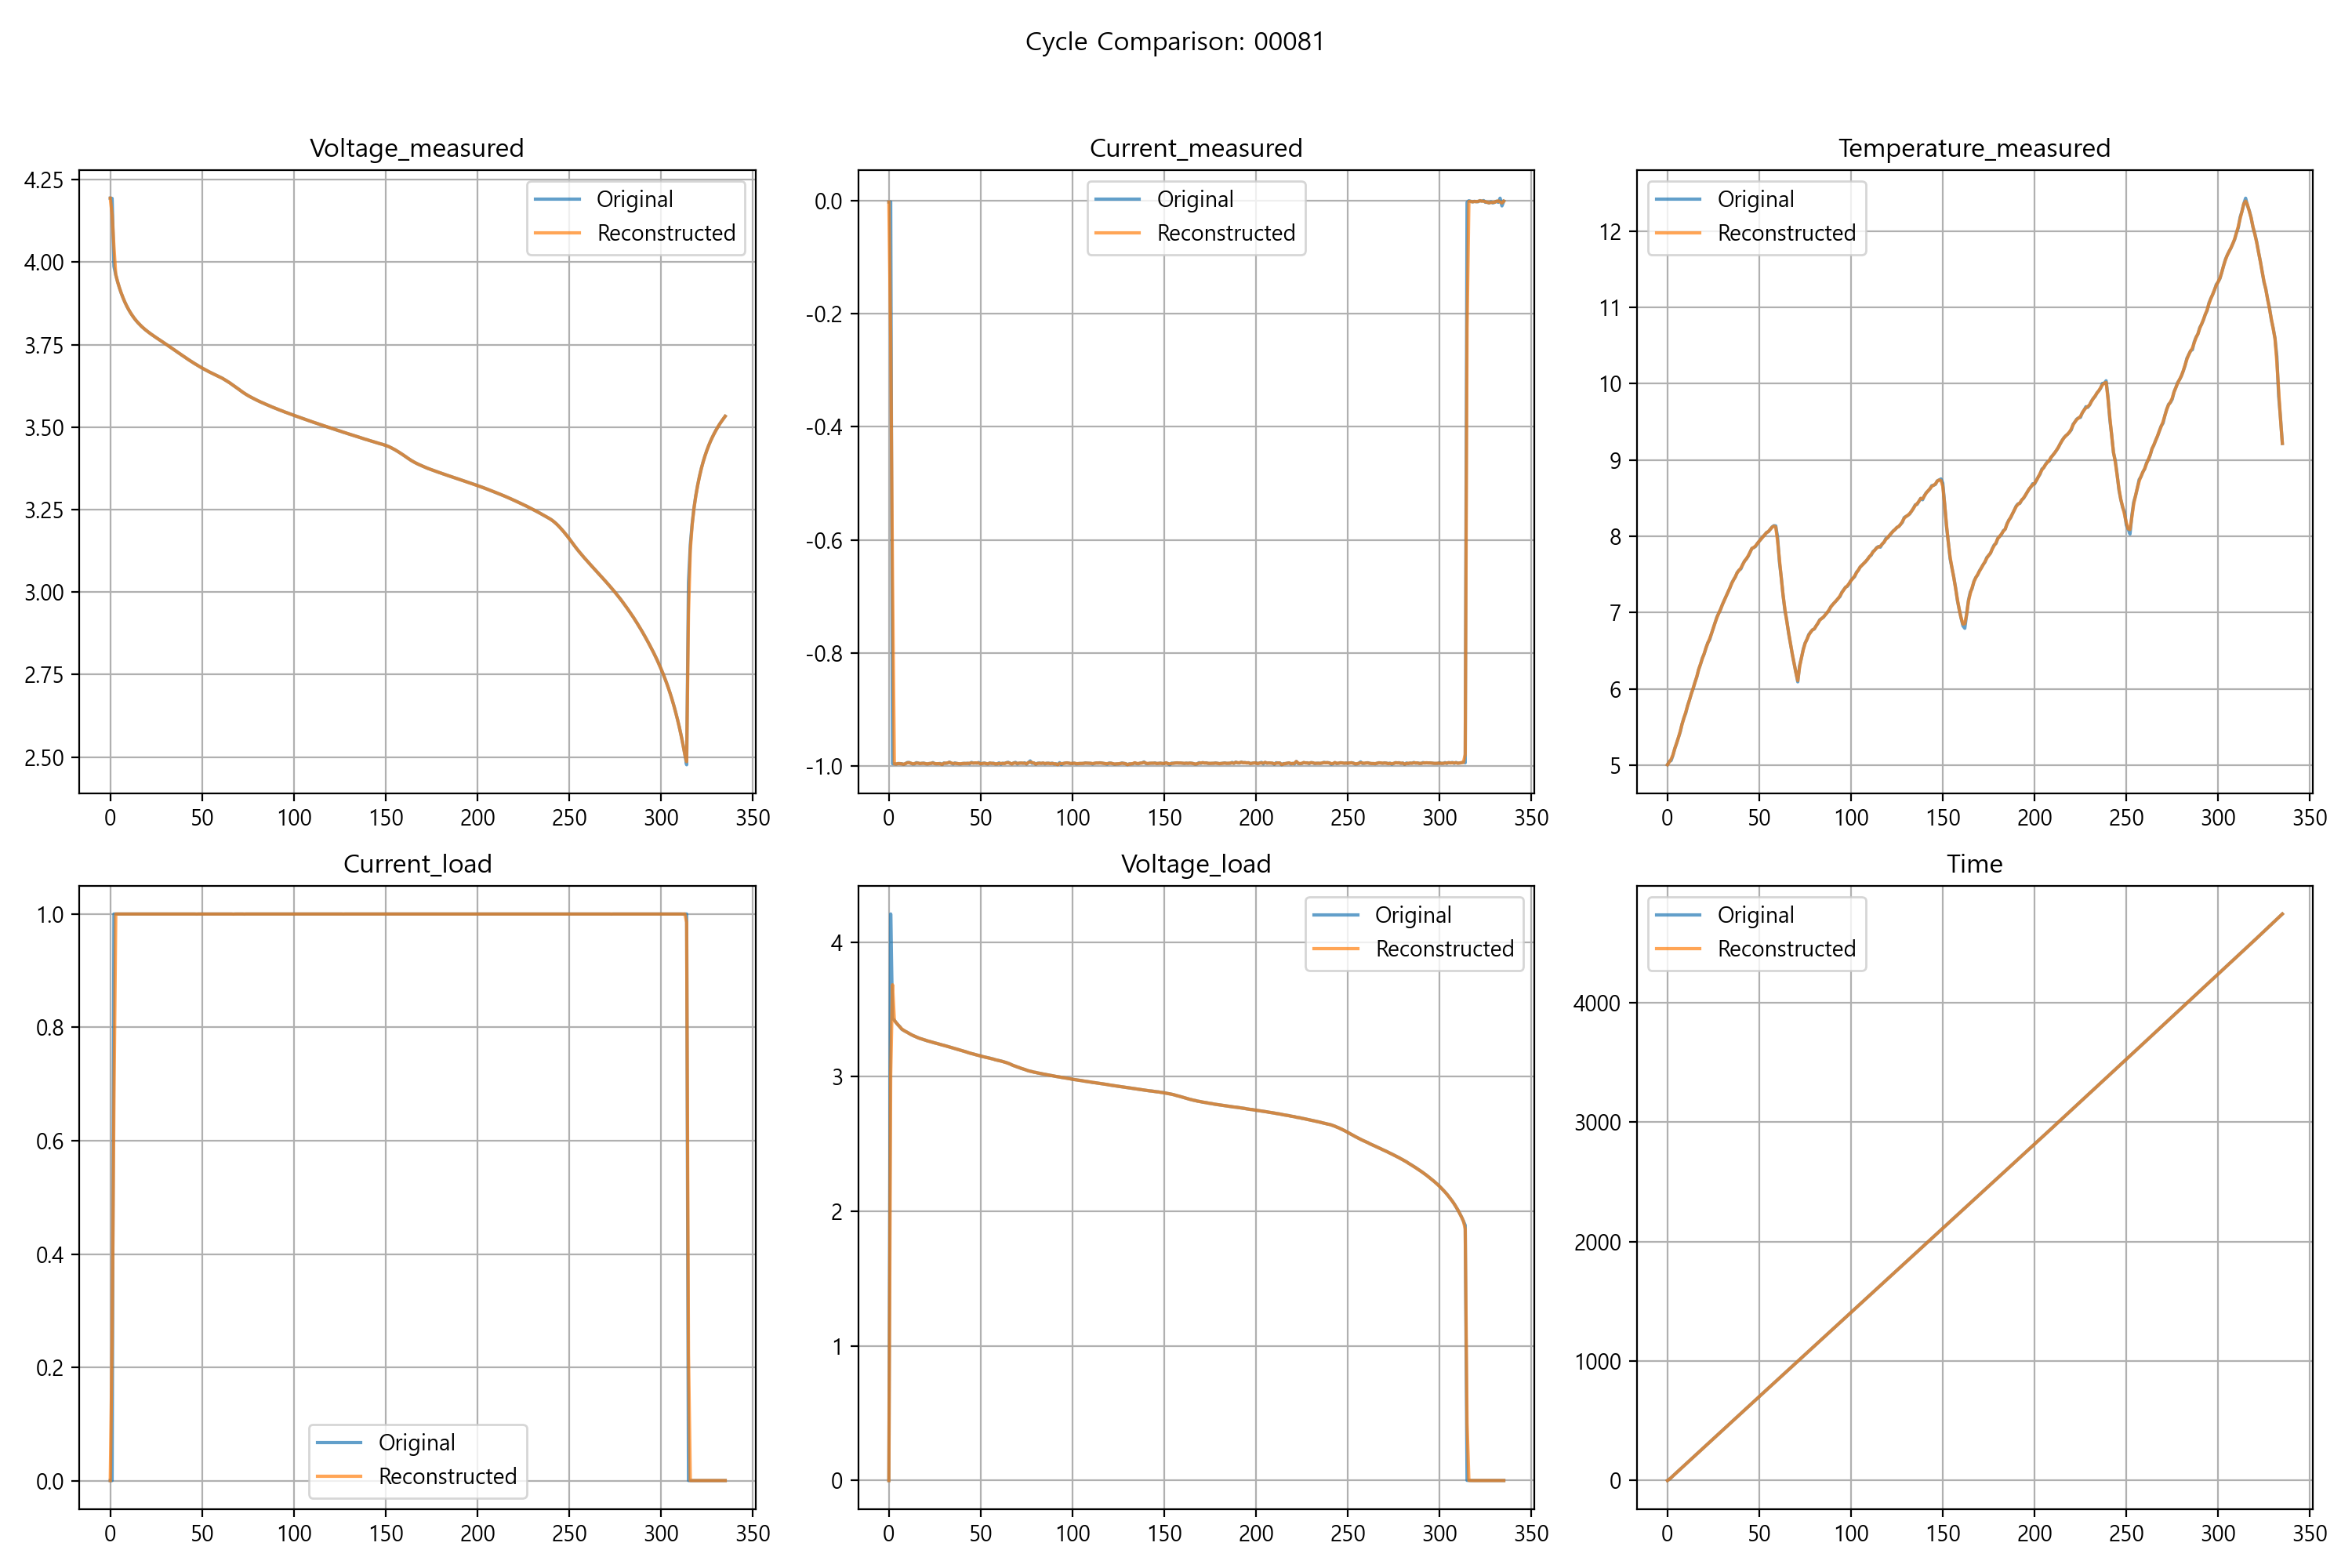 Cycle Comparison: 00081
Voltage_measured
4.25
4.00
3.75
3.50
3.25
3.00
2.75
2.50
0 50 100 150 200 250 300 350
Original
Reconstructed
Current_measured
0.0
-0.2
-0.4
-0.6
-0.8
-1.0
0 50 100 150 200 250 300 350
Original
Reconstructed
Temperature_measured
12
11
10
9
8
7
6
5
0 50 100 150 200 250 300 350
Original
Reconstructed
Current_load
1.0
0.8
0.6
0.4
0.2
0.0
0 50 100 150 200 250 300 350
Original
Reconstructed
Voltage_load
4
3
2
1
0
0 50 100 150 200 250 300 350
Original
Reconstructed
Time
4000
3000
2000
1000
0
0 50 100 150 200 250 300 350
Original
Reconstructed